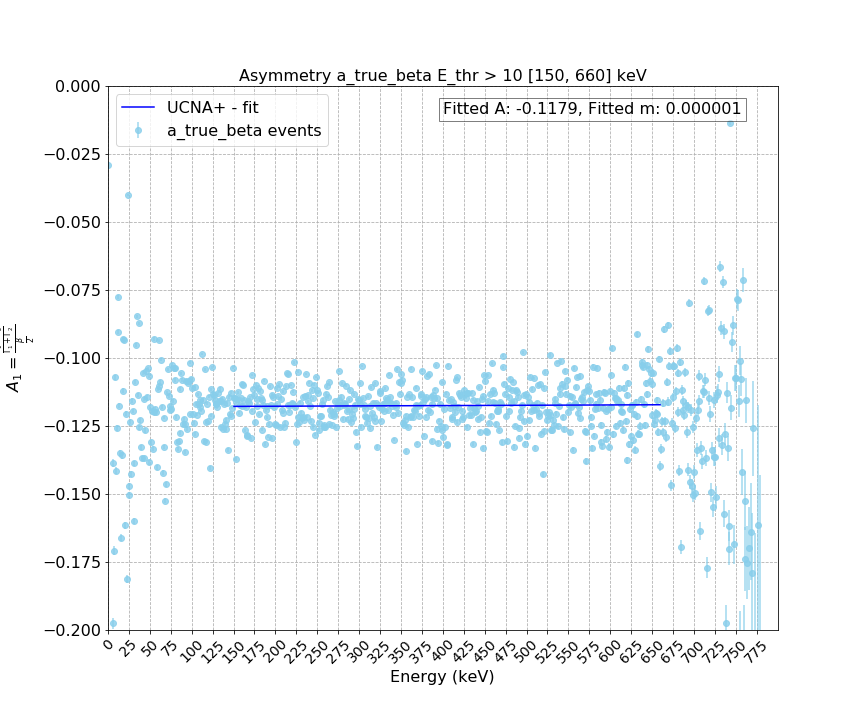 Asymmetry a_true_beta E_thr > 10 [150, 660] keV
UCNA+ - fit
a_true_beta events
Fitted A: -0.1179, Fitted m: 0.000001
0.000
−0.025
−0.050
−0.075
−0.100
−0.125
−0.150
−0.175
−0.200
0 25 50 75 100 125 150 175 200 225 250 275 300 325 350 375 400 425 450 475 500 525 550 575 600 625 650 675 700 725 750 775
Energy (keV)
A₁ =